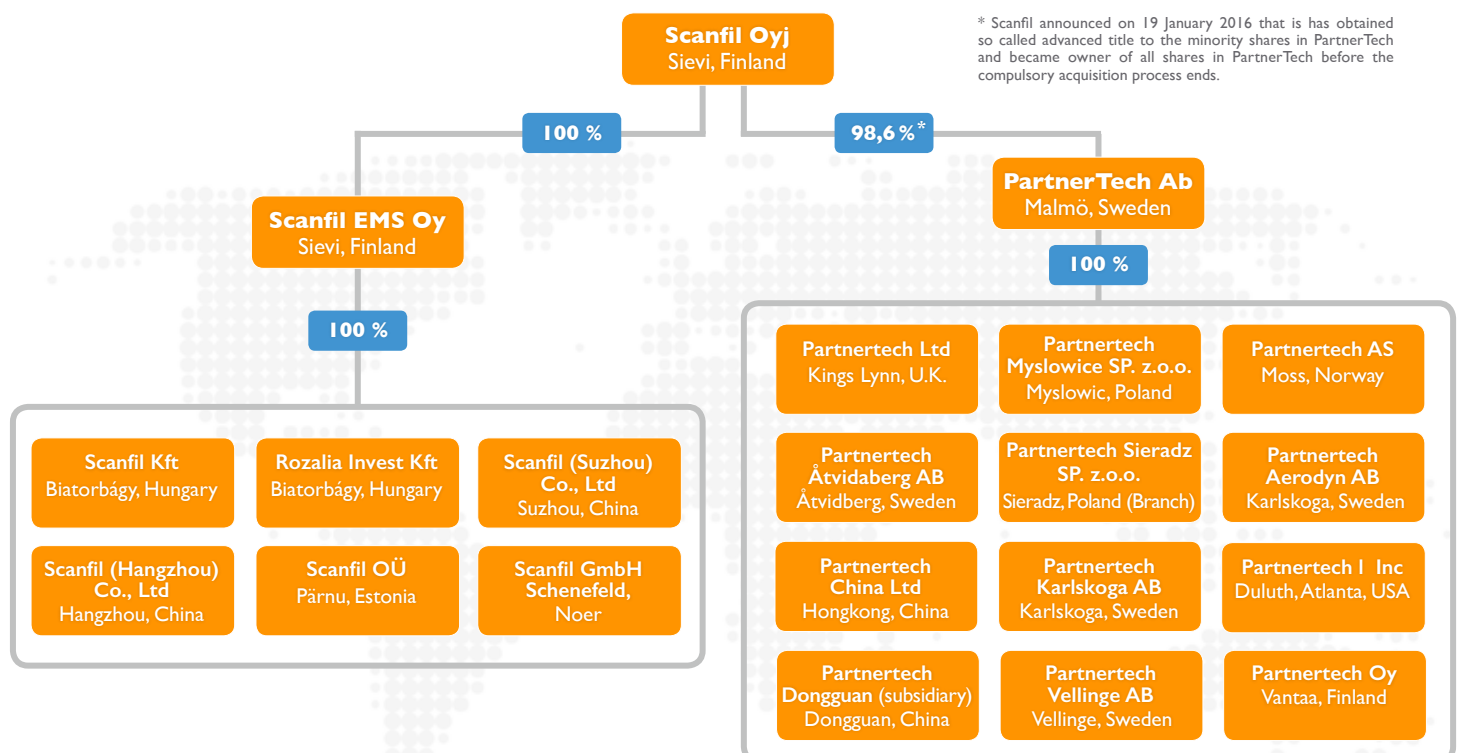 Scanfil Oyj
Sievi, Finland
* Scanfil announced on 19 January 2016 that is has obtained
so called advanced title to the minority shares in PartnerTech
and became owner of all shares in PartnerTech before the
compulsory acquisition process ends.
100 %
98,6 %*
Scanfil EMS Oy
Sievi, Finland
PartnerTech Ab
Malmö, Sweden
100 %
100 %
Scanfil Kft
Biatorbágy, Hungary
Rozalia Invest Kft
Biatorbágy, Hungary
Scanfil (Suzhou)
Co., Ltd
Suzhou, China
Scanfil (Hangzhou)
Co., Ltd
Hangzhou, China
Scanfil OÜ
Pärnu, Estonia
Scanfil GmbH
Schenefeld,
Noer
Partnertech Ltd
Kings Lynn, U.K.
Partnertech
Myslowice SP. z.o.o.
Myslowic, Poland
Partnertech AS
Moss, Norway
Partnertech
Åtvidaberg AB
Åtvidberg, Sweden
Partnertech Sieradz
SP. z.o.o.
Sieradz, Poland (Branch)
Partnertech
Aerodyn AB
Karlskoga, Sweden
Partnertech
China Ltd
Hongkong, China
Partnertech
Karlskoga AB
Karlskoga, Sweden
Partnertech I Inc
Duluth, Atlanta, USA
Partnertech
Dongguan (subsidiary)
Dongguan, China
Partnertech
Vellinge AB
Vellinge, Sweden
Partnertech Oy
Vantaa, Finland